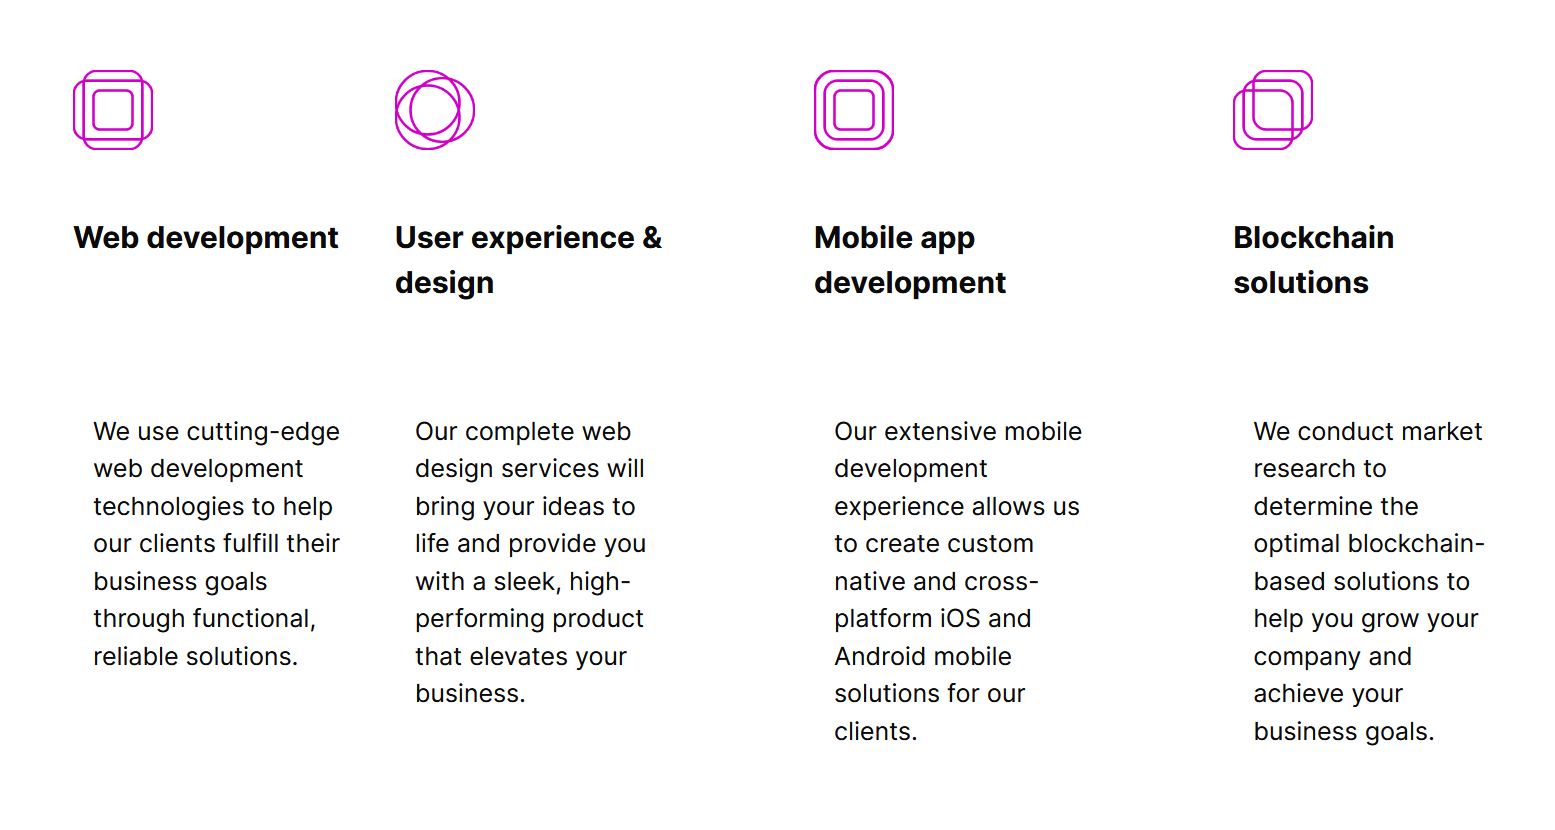 Web development
We use cutting-edge
web development
technologies to help
our clients fulfill their
business goals
through functional,
reliable solutions.
User experience &
design
Our complete web
design services will
bring your ideas to
life and provide you
with a sleek, high-
performing product
that elevates your
business.
Mobile app
development
Our extensive mobile
development
experience allows us
to create custom
native and cross-
platform iOS and
Android mobile
solutions for our
clients.
Blockchain
solutions
We conduct market
research to
determine the
optimal blockchain-
based solutions to
help you grow your
company and
achieve your
business goals.